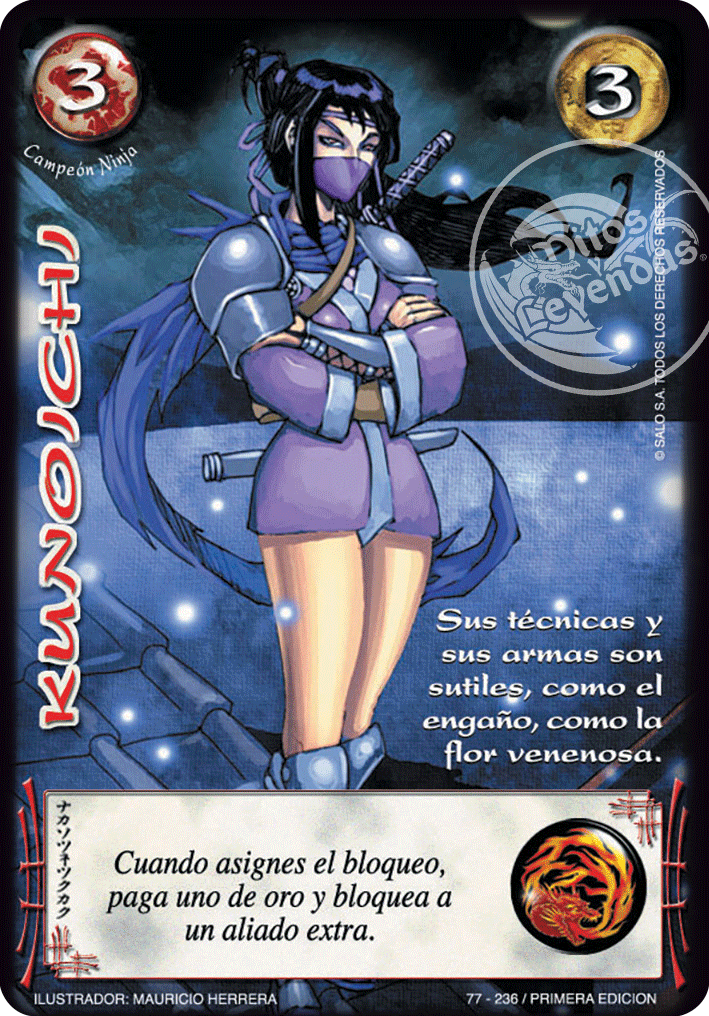 3
3
Campeón Ninja
Mitos
y
Leyendas®
© SALO S.A. TODOS LOS DERECHOS RESERVADOS
KUNOICHI
Sus técnicas y
sus armas son
sutiles, como el
engaño, como la
flor venenosa.
ナカソツネツクカク
Cuando asignes el bloqueo,
paga uno de oro y bloquea a
un aliado extra.
ILUSTRADOR: MAURICIO HERRERA
77 - 236 / PRIMERA EDICION